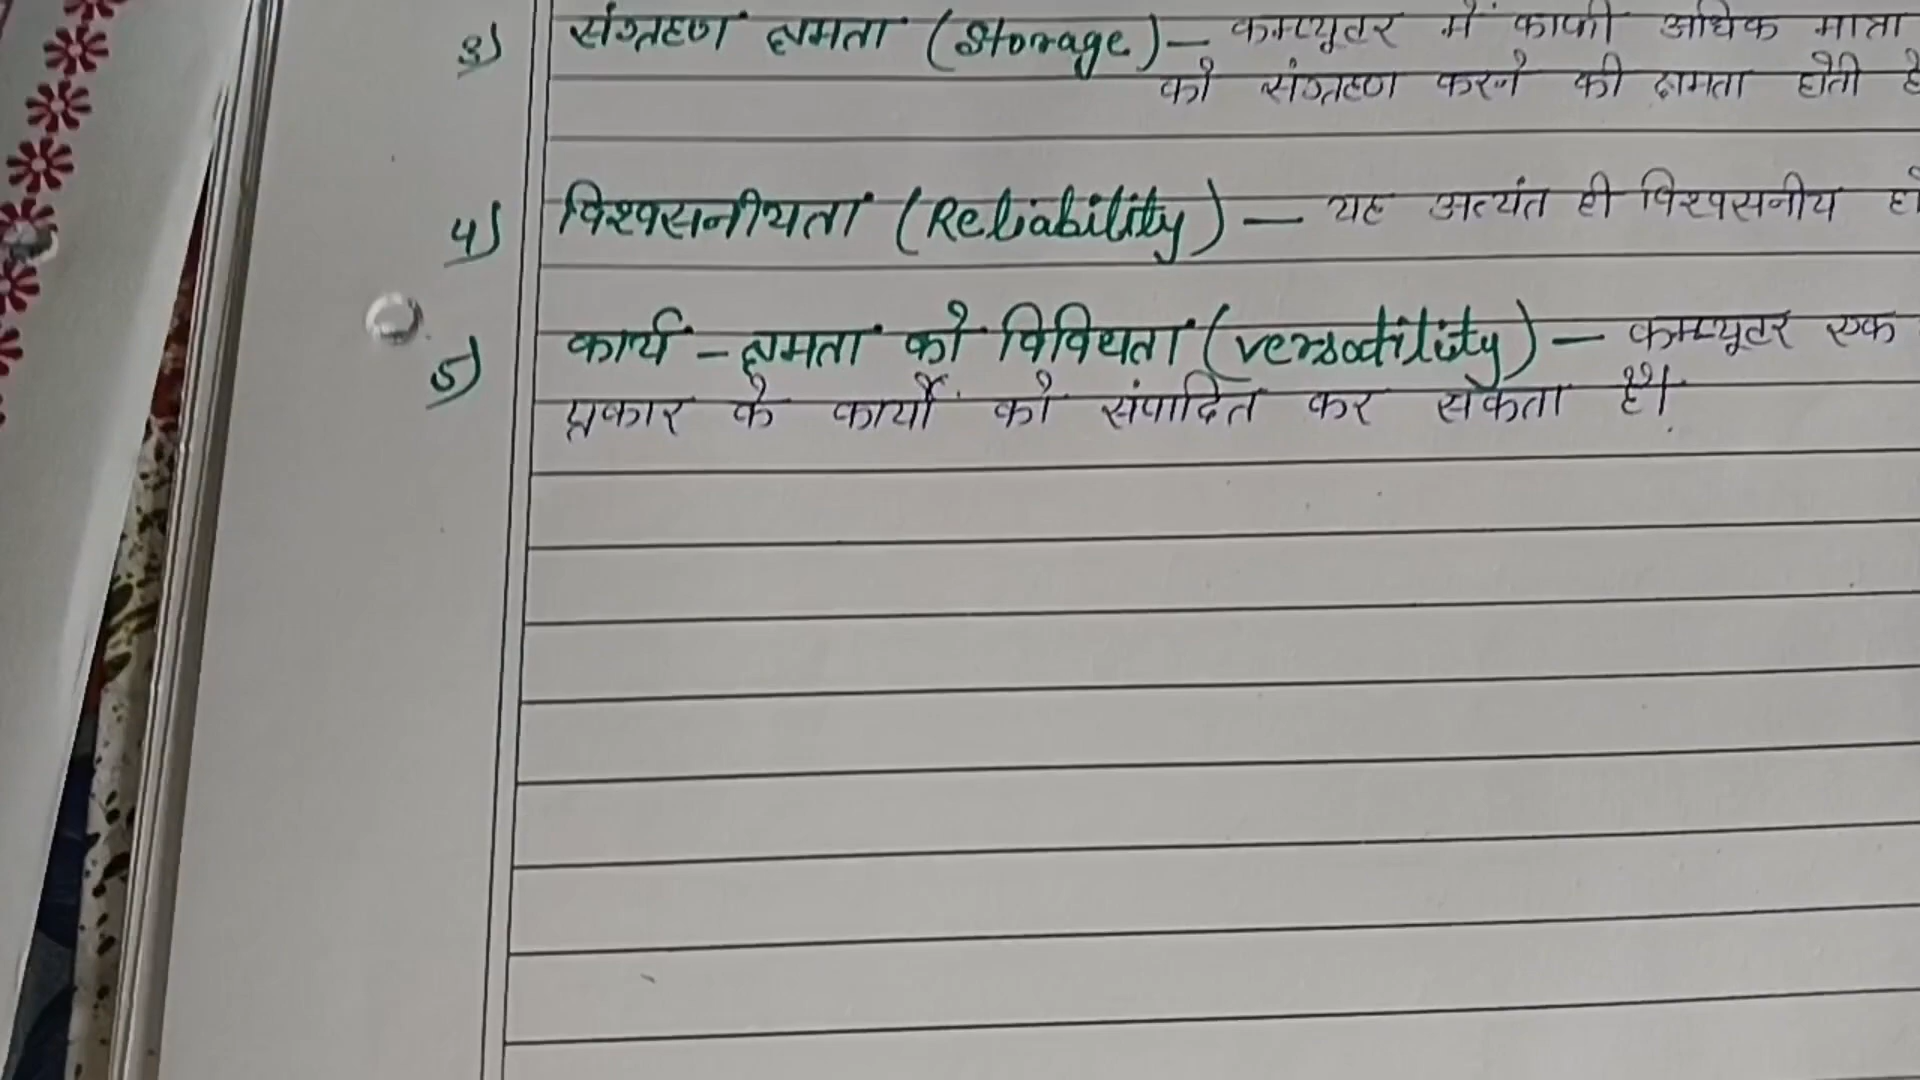 3) संग्रहण क्षमता (Storage) – कम्प्यूटर में काफी अधिक मात्रा
को संग्रहण करने की क्षमता होती है
4) विश्वसनीयता (Reliability) – यह अत्यंत ही विश्वसनीय
5) कार्य - क्षमता को विविधता (versatility) – कम्प्यूटर एक
प्रकार के कार्यों को संपादित कर सकता है।